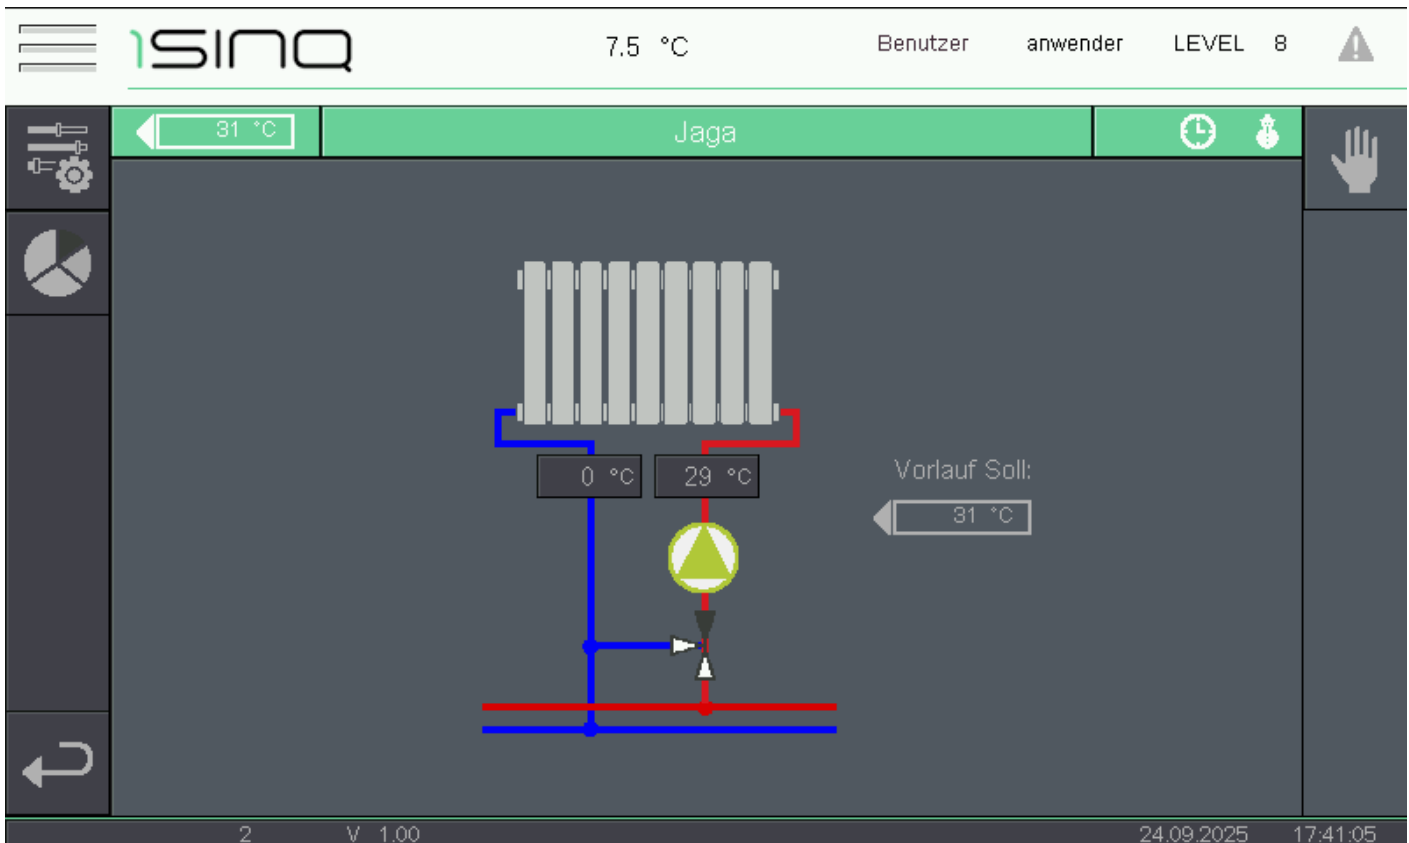 1SINQ 7.5 °C Benutzer anwender LEVEL 8
31 °C Jaga
0 °C 29 °C Vorlauf Soll:
31 °C
2 V 1.00 24.09.2025 17:41:05